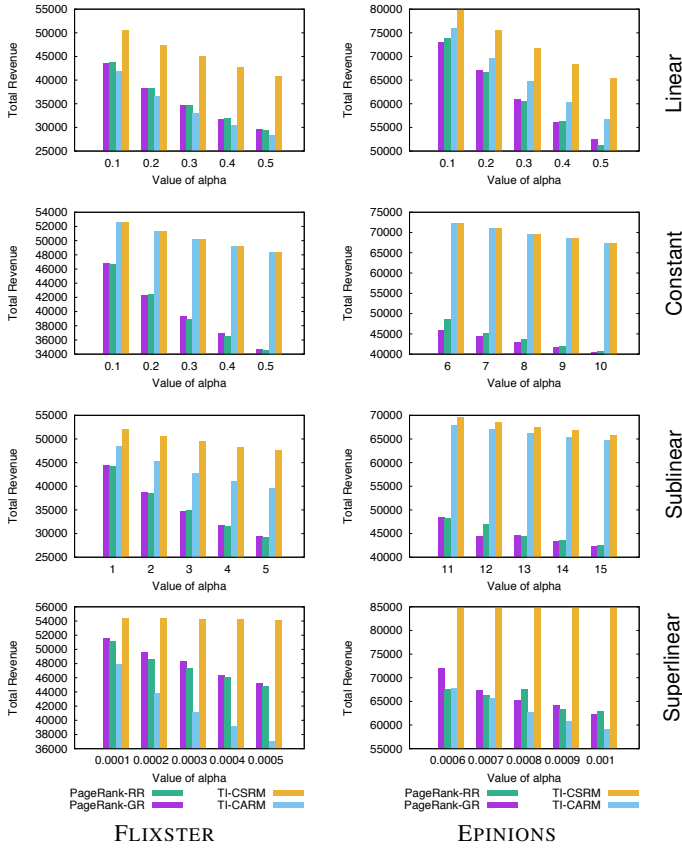 55000
50000
45000
40000
35000
30000
25000
Total Revenue
0.1 0.2 0.3 0.4 0.5
Value of alpha
80000
75000
70000
65000
60000
55000
50000
Total Revenue
0.1 0.2 0.3 0.4 0.5
Value of alpha
Linear
54000
52000
50000
48000
46000
44000
42000
40000
38000
36000
34000
Total Revenue
0.1 0.2 0.3 0.4 0.5
Value of alpha
75000
70000
65000
60000
55000
50000
45000
40000
Total Revenue
6 7 8 9 10
Value of alpha
Constant
55000
50000
45000
40000
35000
30000
25000
Total Revenue
1 2 3 4 5
Value of alpha
70000
65000
60000
55000
50000
45000
40000
Total Revenue
11 12 13 14 15
Value of alpha
Sublinear
56000
54000
52000
50000
48000
46000
44000
42000
40000
38000
36000
Total Revenue
0.0001 0.0002 0.0003 0.0004 0.0005
Value of alpha
PageRank-RR TI-CSRM
PageRank-GR TI-CARM
85000
80000
75000
70000
65000
60000
55000
Total Revenue
0.0006 0.0007 0.0008 0.0009 0.001
Value of alpha
PageRank-RR TI-CSRM
PageRank-GR TI-CARM
Superlinear
FLIXSTER
EPINIONS